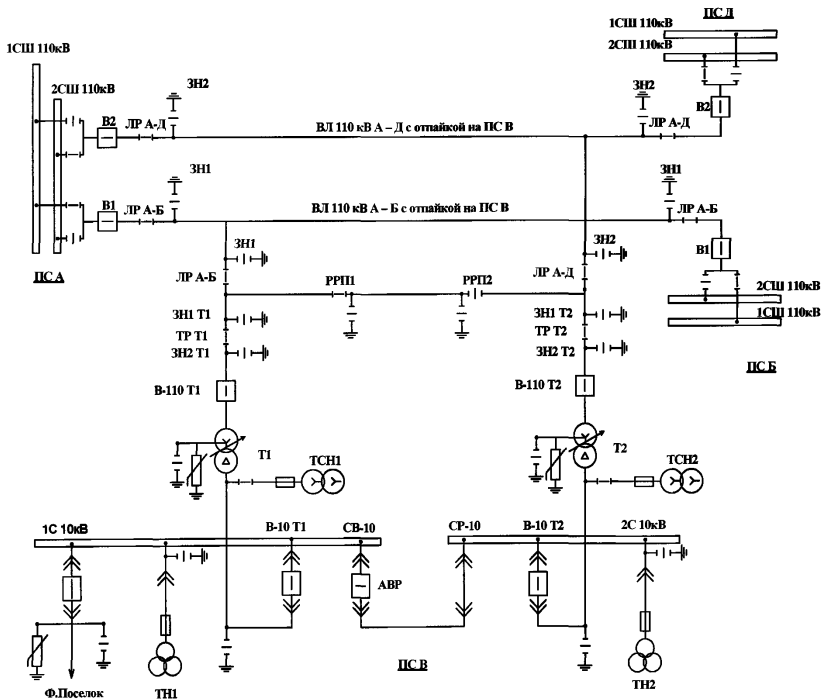 ПС Д
1СШ 110кВ
2СШ 110кВ
1СШ 110кВ
2СШ 110кВ
ЗН2
ЗН2
В2
В2
ЛР А-Д
ЛР А-Д
ВЛ 110 кВ А – Д с отпайкой на ПС В
ЗН1
ЗН1
В1
ЛР А-Б
ЛР А-Б
ВЛ 110 кВ А – Б с отпайкой на ПС В
В1
ПС А
ЗН1
ЗН2
ЛР А-Б
ЛР А-Д
РРП1
РРП2
2СШ 110кВ
1СШ 110кВ
ЗН1 Т1
ТР Т1
ЗН2 Т1
ЗН1 Т2
ТР Т2
ЗН2 Т2
ПС Б
В-110 Т1
В-110 Т2
Т1
Т2
ТСН1
ТСН2
1С 10кВ
В-10 Т1
СВ-10
СР-10
В-10 Т2
2С 10кВ
АВР
ПС В
Ф.Поселок
ТН1
ТН2